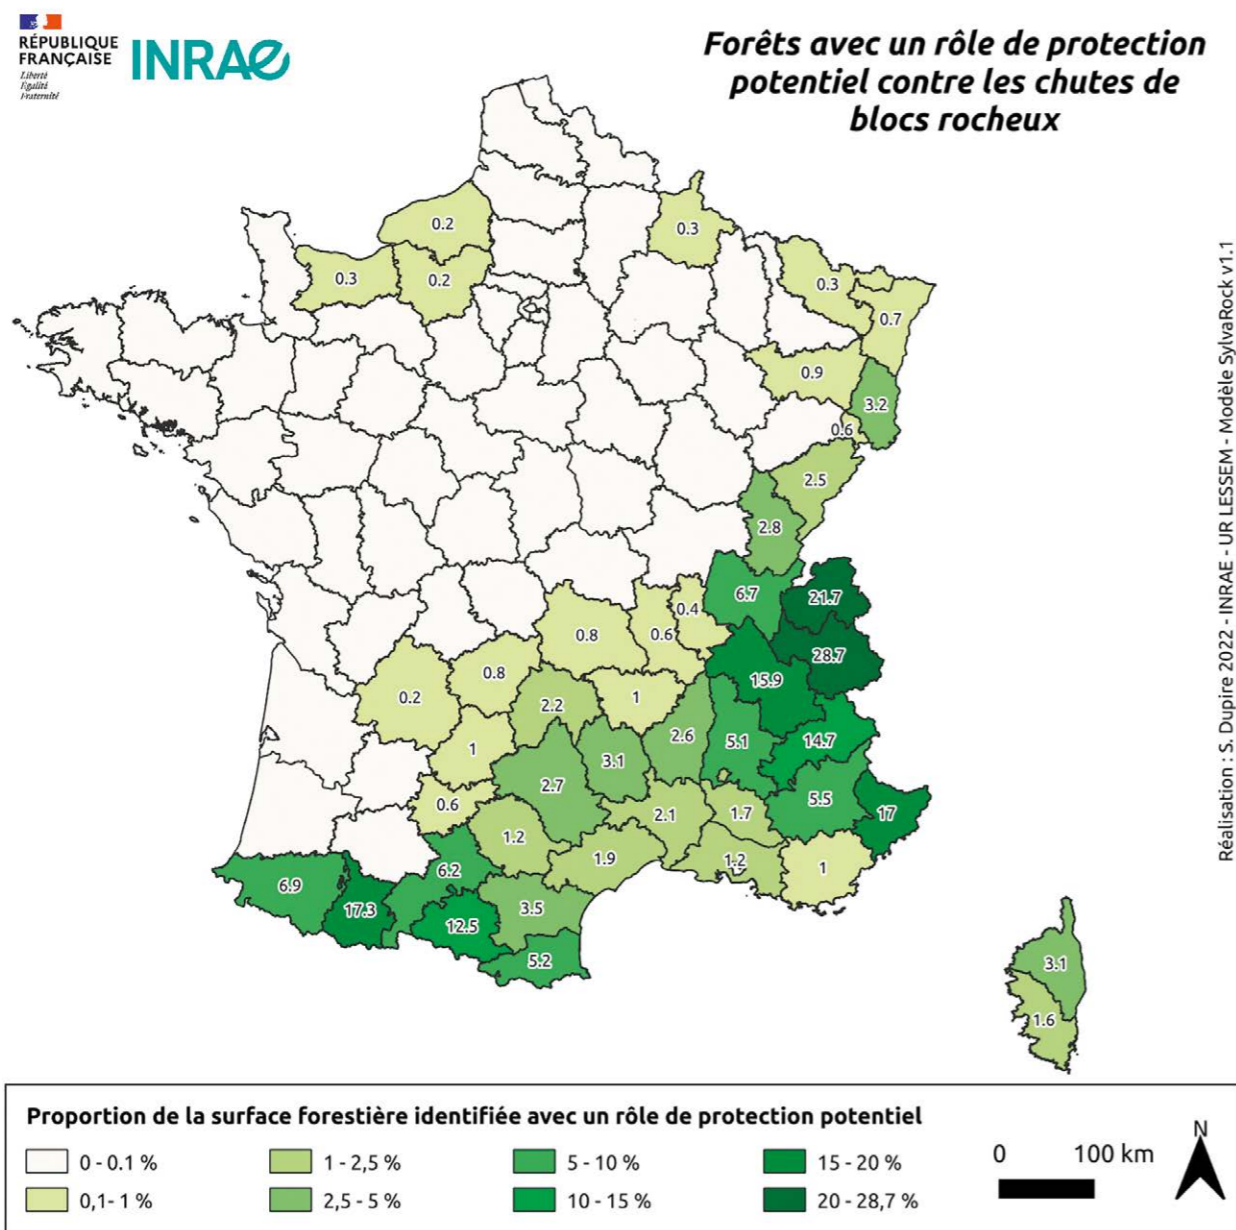 RÉPUBLIQUE
FRANÇAISE
Liberté
Égalité
Fraternité
INRAE
Forêts avec un rôle de protection
potentiel contre les chutes de
blocs rocheux
0.2
0.3
0.3
0.2
0.3
0.7
0.9
3.2
0.6
2.5
2.8
6.7
21.7
0.4
0.8
0.6
28.7
15.9
0.2
0.8
2.2
1
1
2.6
5.1
14.7
3.1
2.7
0.6
5.5
17
2.1
1.7
1.2
1.9
1.2
1
6.2
6.9
17.3
12.5
3.5
5.2
3.1
1.6
Réalisation : S. Dupire 2022 - INRAE - UR LESSEM - Modèle SylvaRock v1.1
Proportion de la surface forestière identifiée avec un rôle de protection potentiel
0 - 0.1 %
1 - 2,5 %
5 - 10 %
15 - 20 %
0,1- 1 %
2,5 - 5 %
10 - 15 %
20 - 28,7 %
0 100 km
N